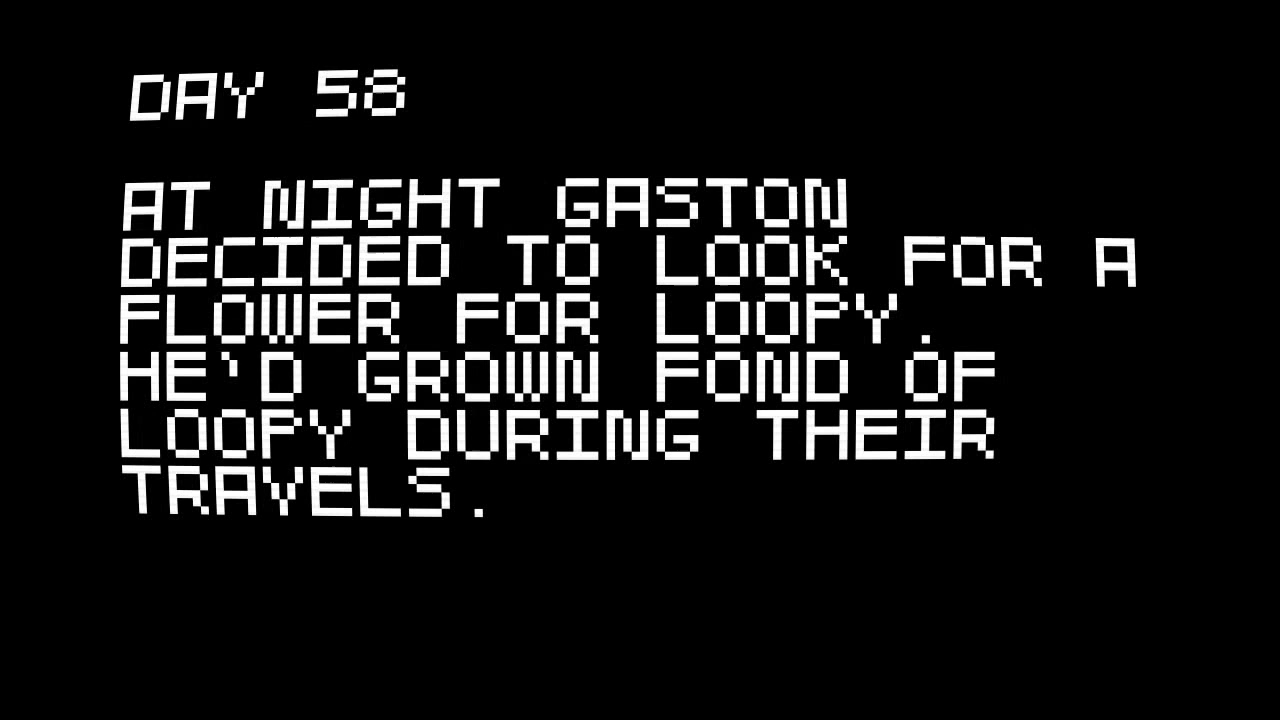 DAY 58
AT NIGHT GASTON
DECIDED TO LOOK FOR A
FLOWER FOR LOOPY.
HE'D GROWN FOND OF
LOOPY DURING THEIR
TRAVELS.